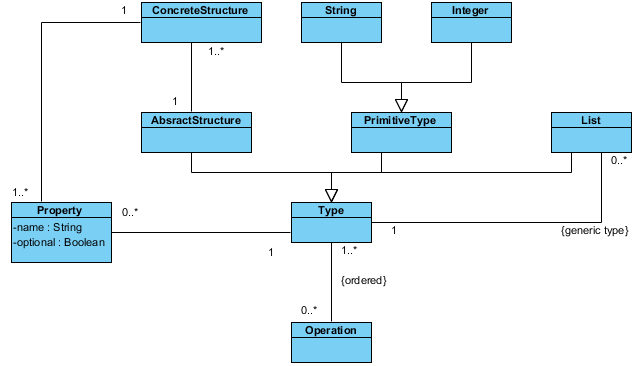 1
ConcreteStructure
String
Integer
1..*
1
AbsractStructure
PrimitiveType
List
0..*
1..*
Property
-name : String
-optional : Boolean
0..*
1
Type
1
{generic type}
1..*
{ordered}
0..*
Operation